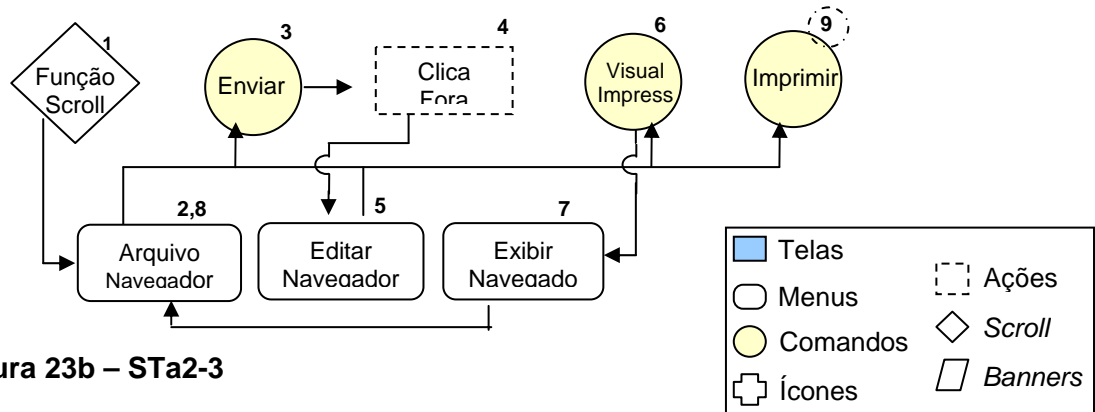 1
Função
Scroll
3
Enviar
4
Clica
Fora
6
Visual
Impress
9
Imprimir
2,8
Arquivo
Navegador
5
Editar
Navegador
7
Exibir
Navegado
ura 23b – STa2-3
Telas
Menus
Comandos
Ícones
Ações
Scroll
Banners